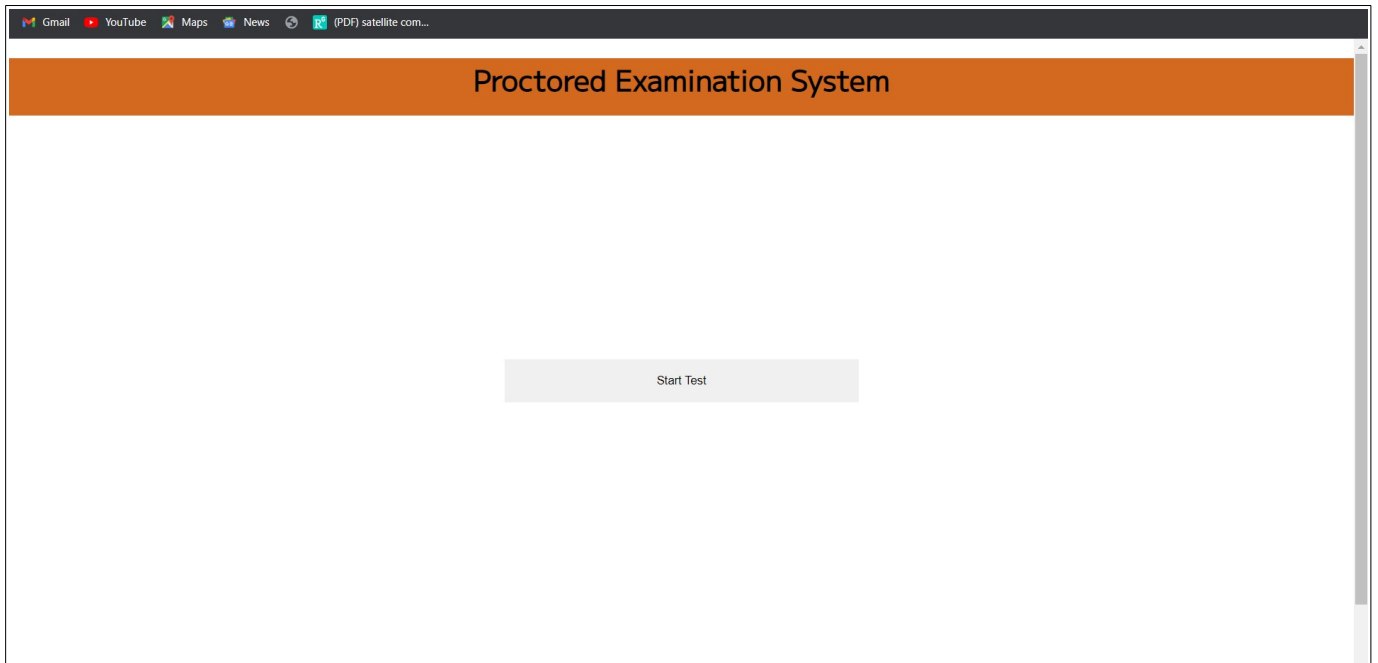 Gmail YouTube Maps News (PDF) satellite com...
Proctored Examination System
Start Test